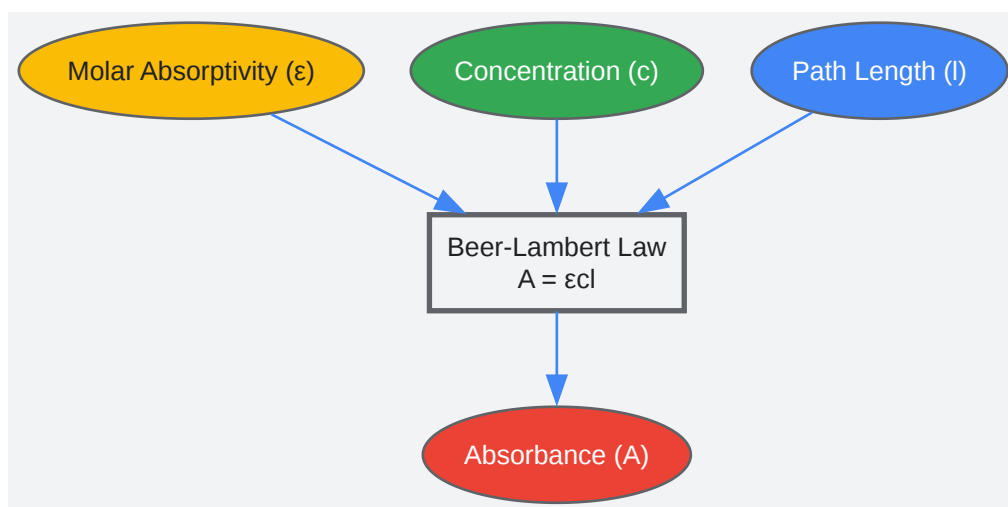 Molar Absorptivity (ε)
Concentration (c)
Path Length (l)
Beer-Lambert Law
A = εcl
Absorbance (A)